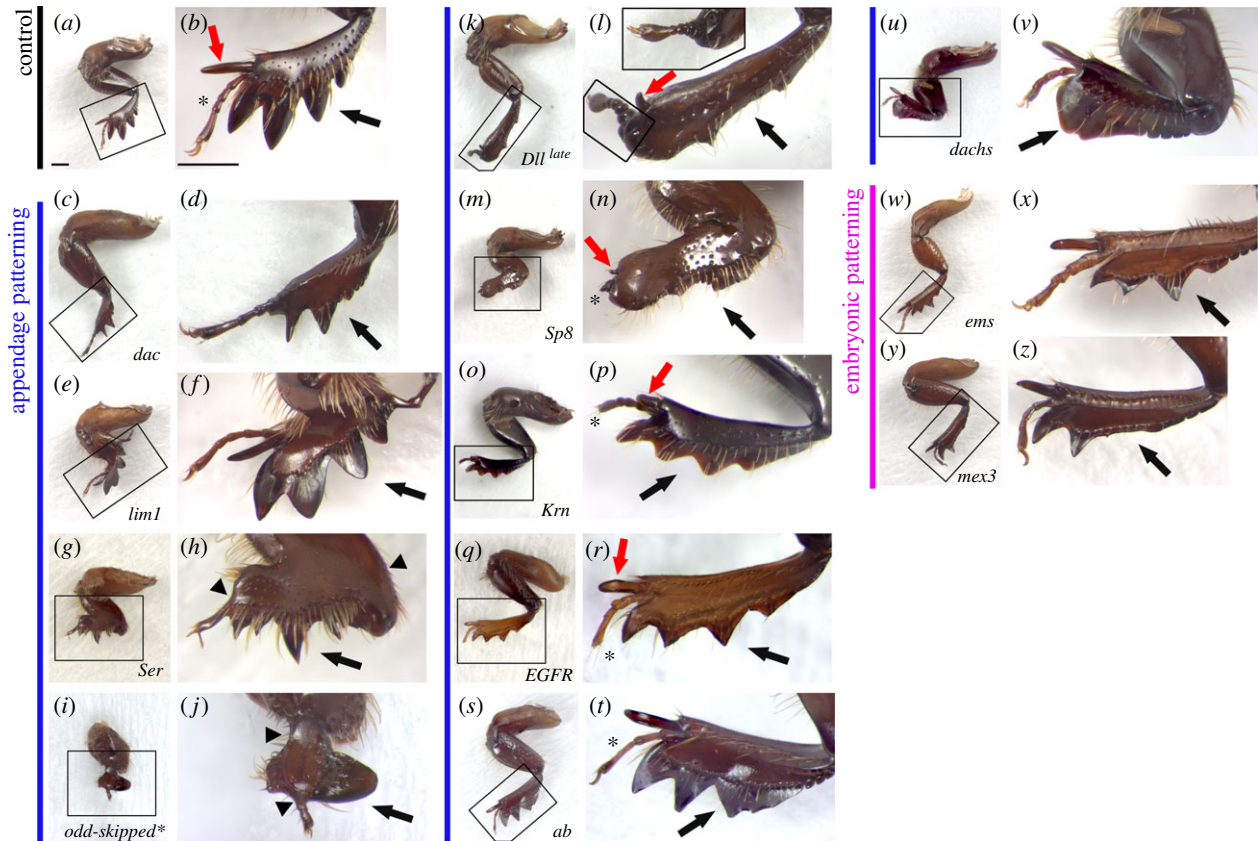 control
(a)
(b)
*
appendage patterning
(c)
(d)
dac
(e)
(f)
lim1
(g)
(h)
Ser
(i)
(j)
odd-skipped*
(k)
(l)
Dll late
(m)
(n)
*
Sp8
(o)
(p)
*
Krn
(q)
(r)
*
EGFR
(s)
(t)
*
ab
(u)
(v)
dachs
embryonic patterning
(w)
(x)
ems
(y)
(z)
mex3